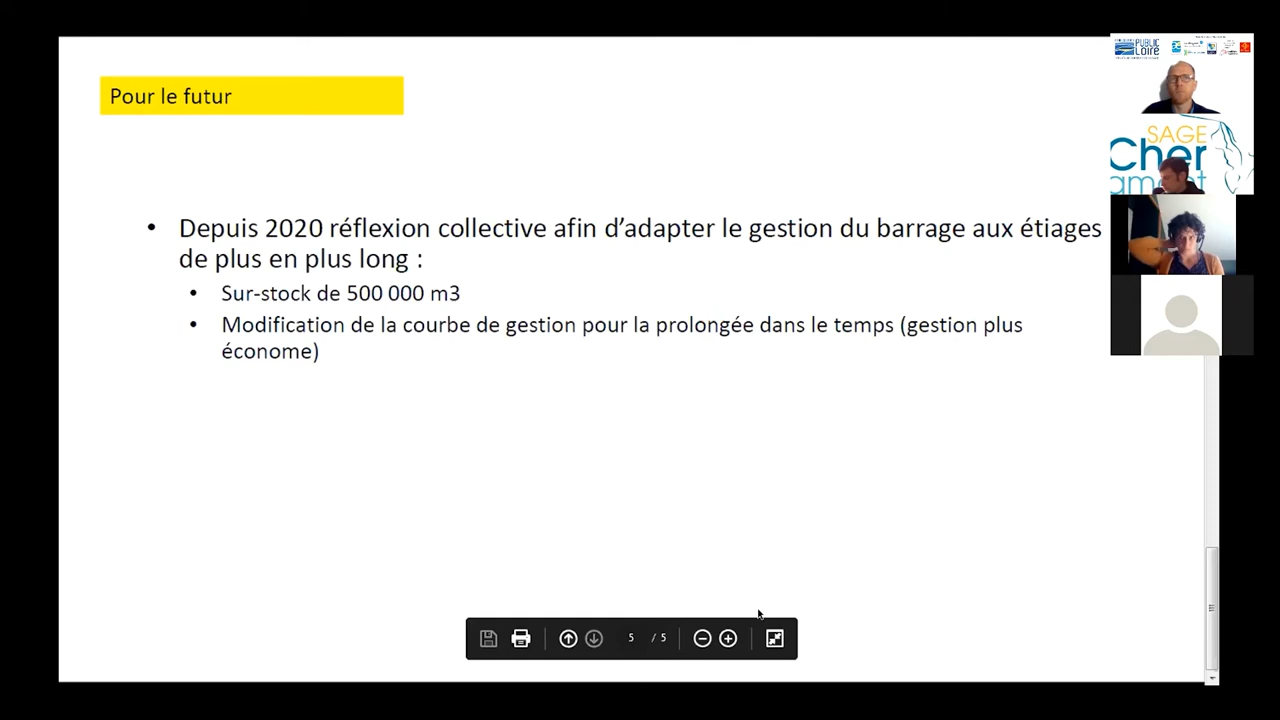 Pour le futur
• Depuis 2020 réflexion collective afin d’adapter le gestion du barrage aux étiages
de plus en plus long :
• Sur-stock de 500 000 m3
• Modification de la courbe de gestion pour la prolongée dans le temps (gestion plus
économe)
PUBLIC
Loire
SAGE
Cher
amont
5 / 5